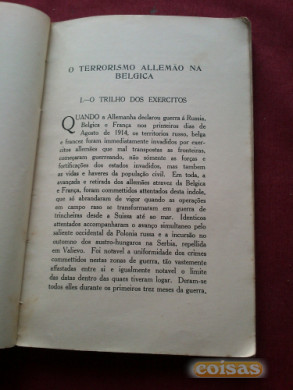 O TERRORISMO ALLEMÃO NA
BELGICA
I.—O TRILHO DOS EXERCITOS
QUANDO a Allemanha declarou guerra á Russia,
Belgica e França nos primeiros dias de
Agosto de 1914, os territorios russo, belga
e francez foram immediatamente invadidos por exer-
citos allemães que mal transpostas as fronteiras,
começaram guerreando, não sómente as forças e
fortificações dos estados invadidos, mas tambem
as vidas e haveres da população civil. Em toda, a
avançada e retirada dos allemães atravez da Belgica
e França, foram commettidos attentados desta ordem,
que só abrandaram de vigor quando as operações
em campo raso se transformaram em guerra de
trincheiras desde a Suissa até ao mar. Identicos
attentados accompanharam o avanço simultaneo pelo
saliente occidental da Polonia russa e a incursão no
outomno dos austro-hungaros na Serbia, repellida
em Valievo. Foi notavel a uniformidade dos crimes
commettidos nestas zonas de guerra, tão vastamente
affastadas entre si e igualmente notavel o limite
das datas dentro das quaes tiveram logar. Deram-se
todos elles durante os primeiros tres mezes da guerra,
coisas